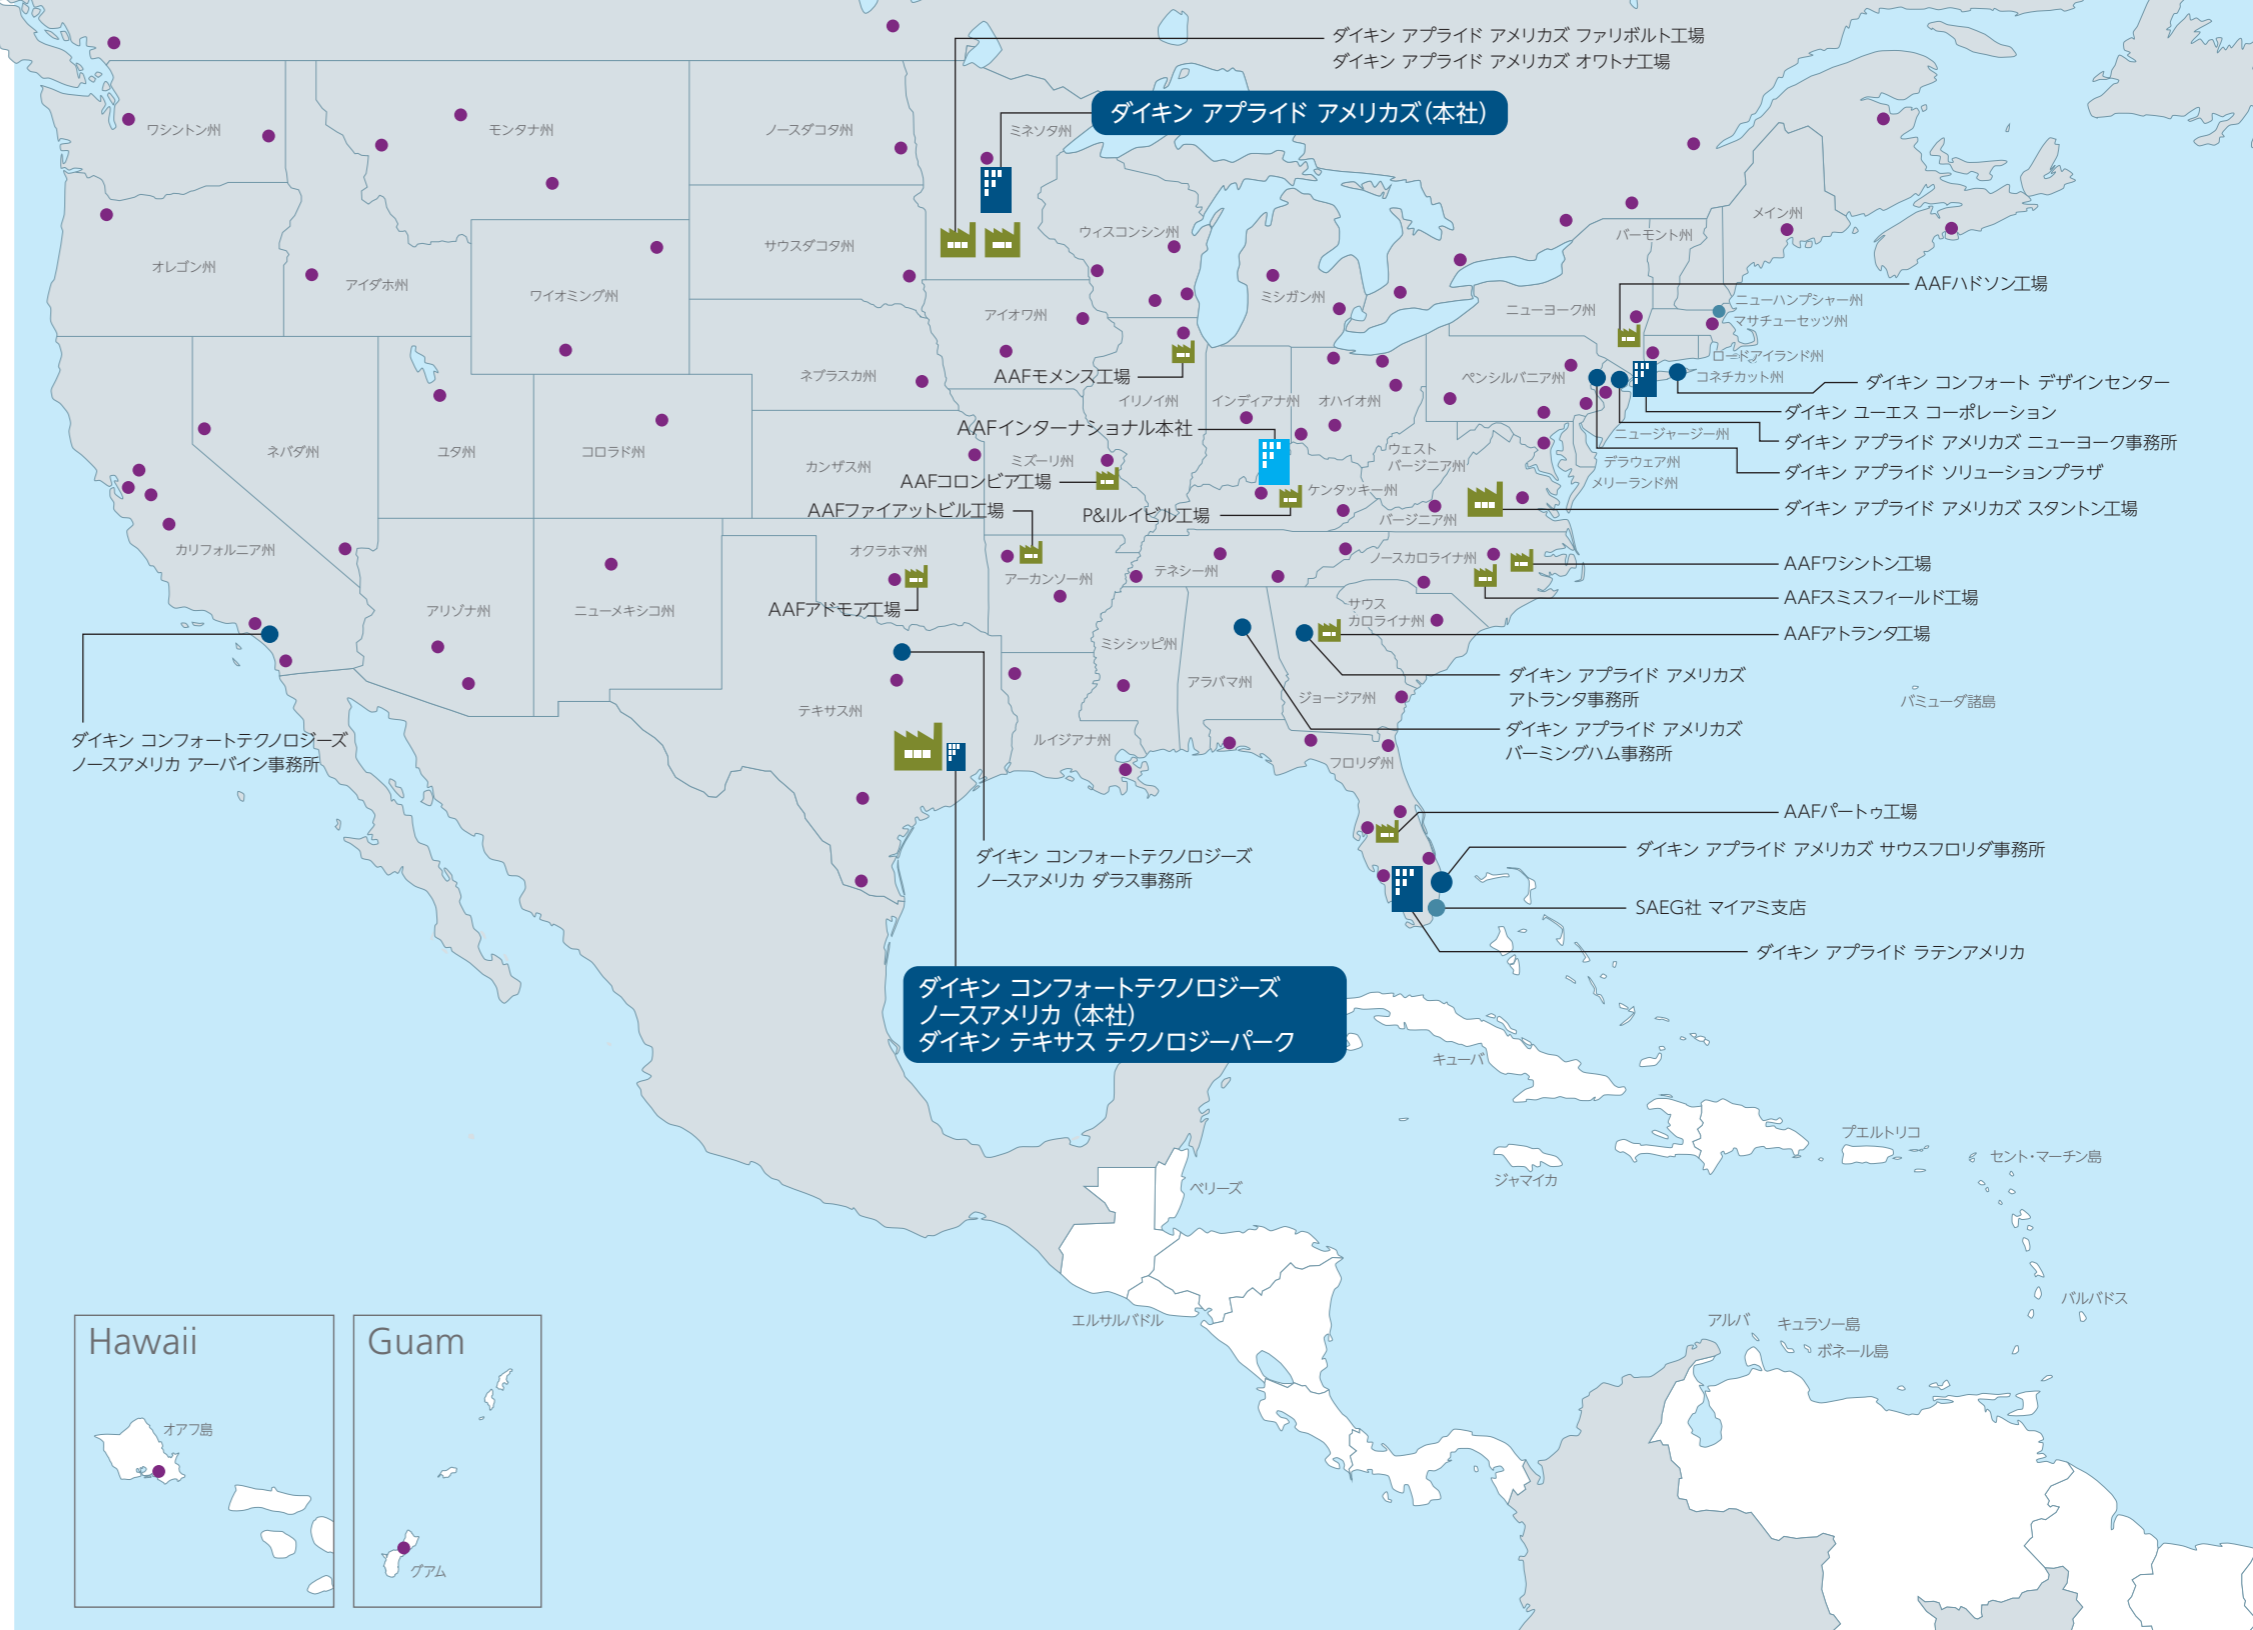 ダイキン アプライド アメリカズ ファリボルト工場
ダイキン アプライド アメリカズ オワトナ工場
ダイキン アプライド アメリカズ(本社)
ワシントン州
モンタナ州
ノースダコタ州
ミネソタ州
オレゴン州
アイダホ州
ワイオミング州
サウスダコタ州
ウィスコンシン州
ミシガン州
アイオワ州
ネブラスカ州
メイン州
バーモント州
ニューヨーク州
AAFハドソン工場
ニューハンプシャー州
マサチューセッツ州
ロードアイランド州
コネチカット州
ペンシルバニア州
ニュージャージー州
デラウェア州
メリーランド州
ダイキン コンフォート デザインセンター
ダイキン ユーエス コーポレーション
ダイキン アプライド アメリカズ ニューヨーク事務所
ダイキン アプライド ソリューションプラザ
ダイキン アプライド アメリカズ スタントン工場
AAFモメンス工場
イリノイ州
インディアナ州
オハイオ州
AAFインターナショナル本社
ネバダ州
ユタ州
コロラド州
カンザス州
ミズーリ州
AAFコロンビア工場
AAFファイアットビル工場
P&Iルイビル工場
ケンタッキー州
ウェスト
バージニア州
バージニア州
カリフォルニア州
アリゾナ州
ニューメキシコ州
オクラホマ州
アーカンソー州
テネシー州
ノースカロライナ州
サウス
カロライナ州
AAFアドモア工場
AAFワシントン工場
AAFスミスフィールド工場
AAFアトランタ工場
ミシシッピ州
アラバマ州
ジョージア州
ダイキン アプライド アメリカズ
アトランタ事務所
ダイキン アプライド アメリカズ
バーミングハム事務所
バミューダ諸島
テキサス州
ルイジアナ州
フロリダ州
ダイキン コンフォートテクノロジーズ
ノースアメリカ アーバイン事務所
ダイキン コンフォートテクノロジーズ
ノースアメリカ ダラス事務所
AAFバートゥ工場
ダイキン アプライド アメリカズ サウスフロリダ事務所
SAEG社 マイアミ支店
ダイキン アプライド ラテンアメリカ
ダイキン コンフォートテクノロジーズ
ノースアメリカ (本社)
ダイキン テキサス テクノロジーパーク
キューバ
ジャマイカ
プエルトリコ
セント・マーチン島
ベリーズ
エルサルバドル
アルバ
キュラソー島
ボネール島
バルバドス
Hawaii
オアフ島
Guam
グアム